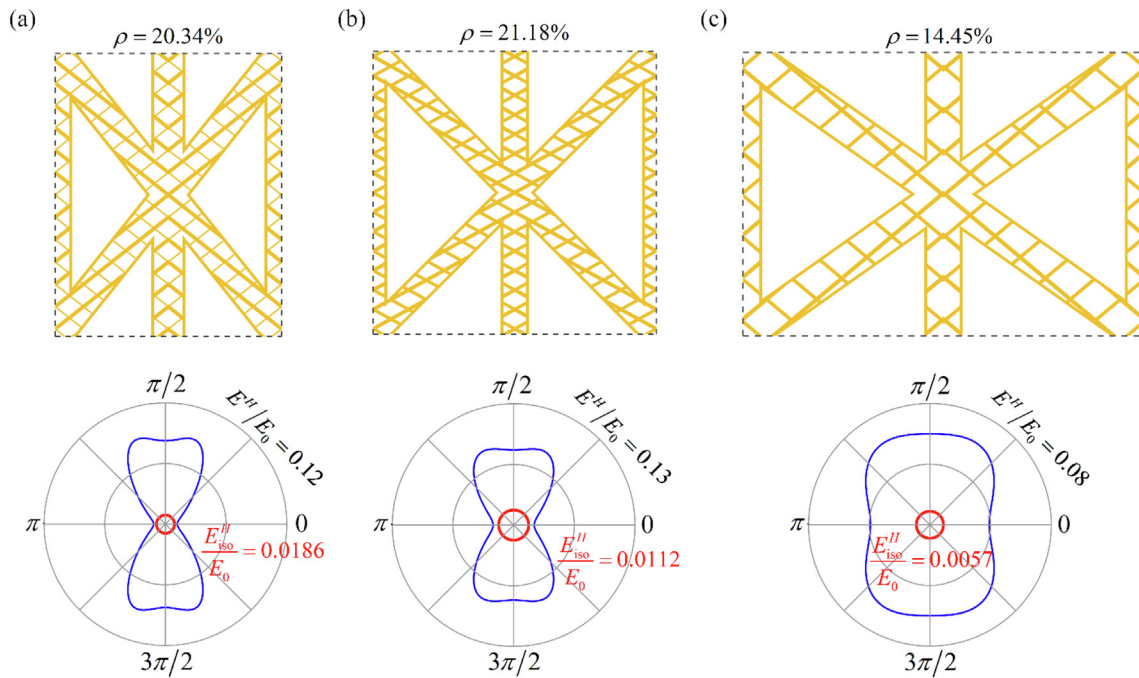 (a)
(b)
(c)
ρ = 20.34%
ρ = 21.18%
ρ = 14.45%
π/2
E^H/E_0 = 0.12
π
0
E^H_iso/E_0 = 0.0186
3π/2
π/2
E^H/E_0 = 0.13
π
0
E^H_iso/E_0 = 0.0112
3π/2
π/2
E^H/E_0 = 0.08
π
0
E^H_iso/E_0 = 0.0057
3π/2